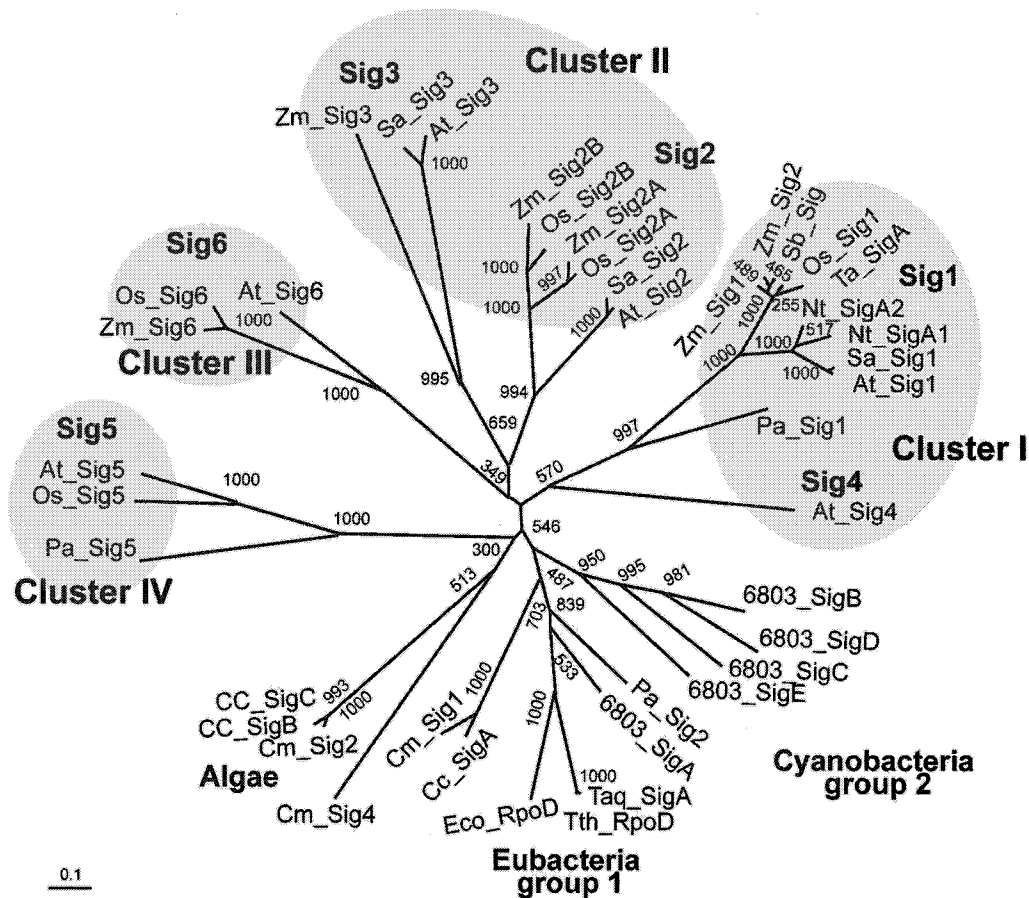 Cluster II
Sig3
Zm_Sig3
Sa_Sig3
At_Sig3
1000
Sig2
Zm_Sig2B
Os_Sig2B
Zm_Sig2A
Os_Sig2A
Sa_Sig2
At_Sig2
1000
997
1000
1000
994
995
659
Sig6
Os_Sig6
At_Sig6
Zm_Sig6
1000
Cluster III
1000
349
Sig1
Zm_Sig1
Zm_Sig2
Sb_Sig
Os_Sig1
Ta_SigA
489
465
1000
255
Nt_SigA2
517
Nt_SigA1
1000
1000
Sa_Sig1
1000
At_Sig1
Pa_Sig1
997
Cluster I
570
Sig4
At_Sig4
Sig5
At_Sig5
1000
Os_Sig5
1000
Pa_Sig5
Cluster IV
300
546
513
487
950
995
981
703
839
533
6803_SigB
6803_SigD
6803_SigC
6803_SigE
Pa_Sig2
6803_SigA
Cyanobacteria
group 2
CC_SigC
993
CC_SigB
1000
Cm_Sig2
Algae
Cm_Sig4
Cm_Sig1
1000
Cc_SigA
1000
Eco_RpoD
1000
Taq_SigA
Tth_RpoD
Eubacteria
group 1
0.1